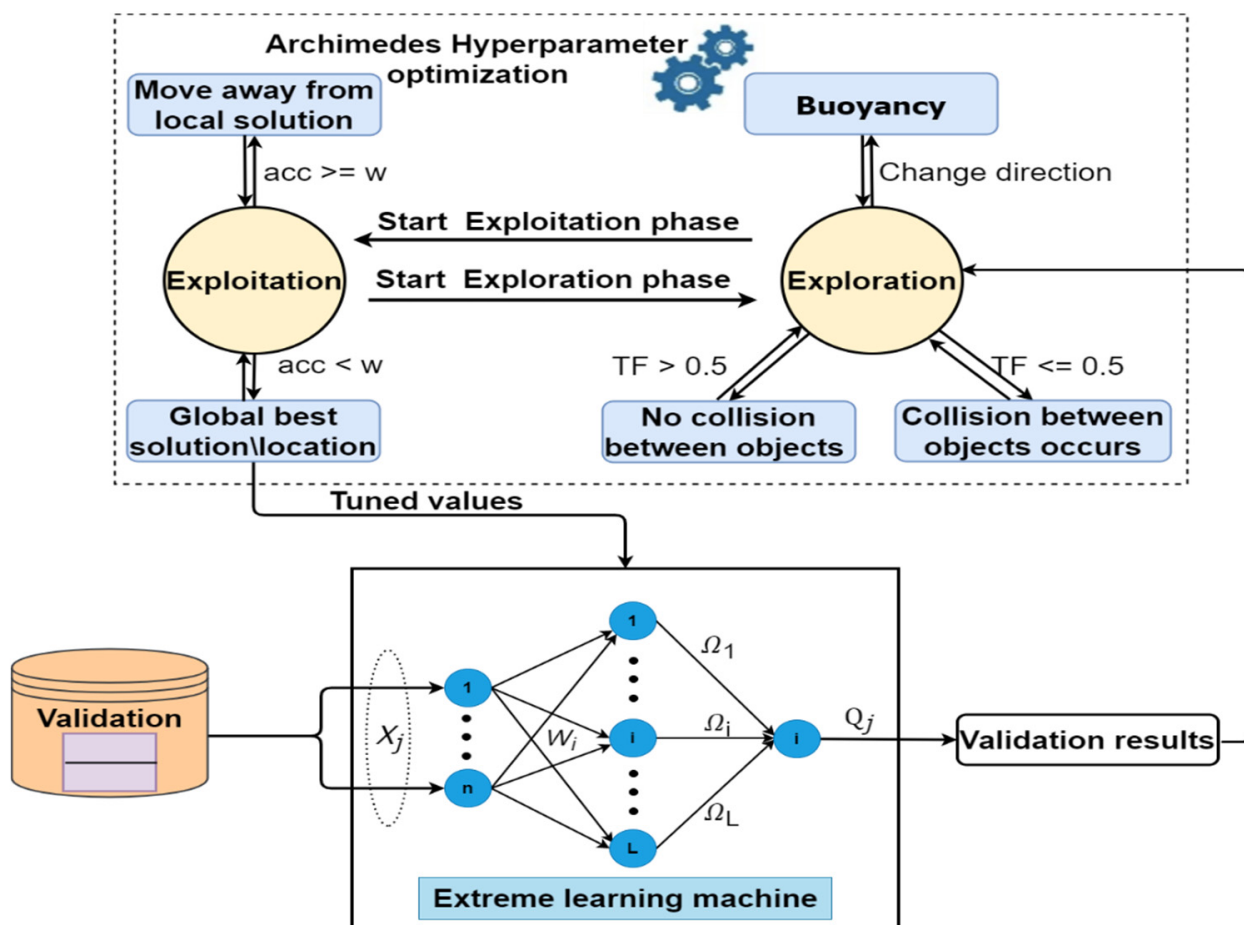 Archimedes Hyperparameter
optimization
Move away from
local solution
Buoyancy
acc >= w
Change direction
Start Exploitation phase
Exploitation
Start Exploration phase
Exploration
acc < w
TF > 0.5
TF <= 0.5
Global best
solution\location
No collision
between objects
Collision between
objects occurs
Tuned values
Validation
Xj
1
n
Wi
1
i
L
Ω1
Ωi
ΩL
i
Qj
Validation results
Extreme learning machine